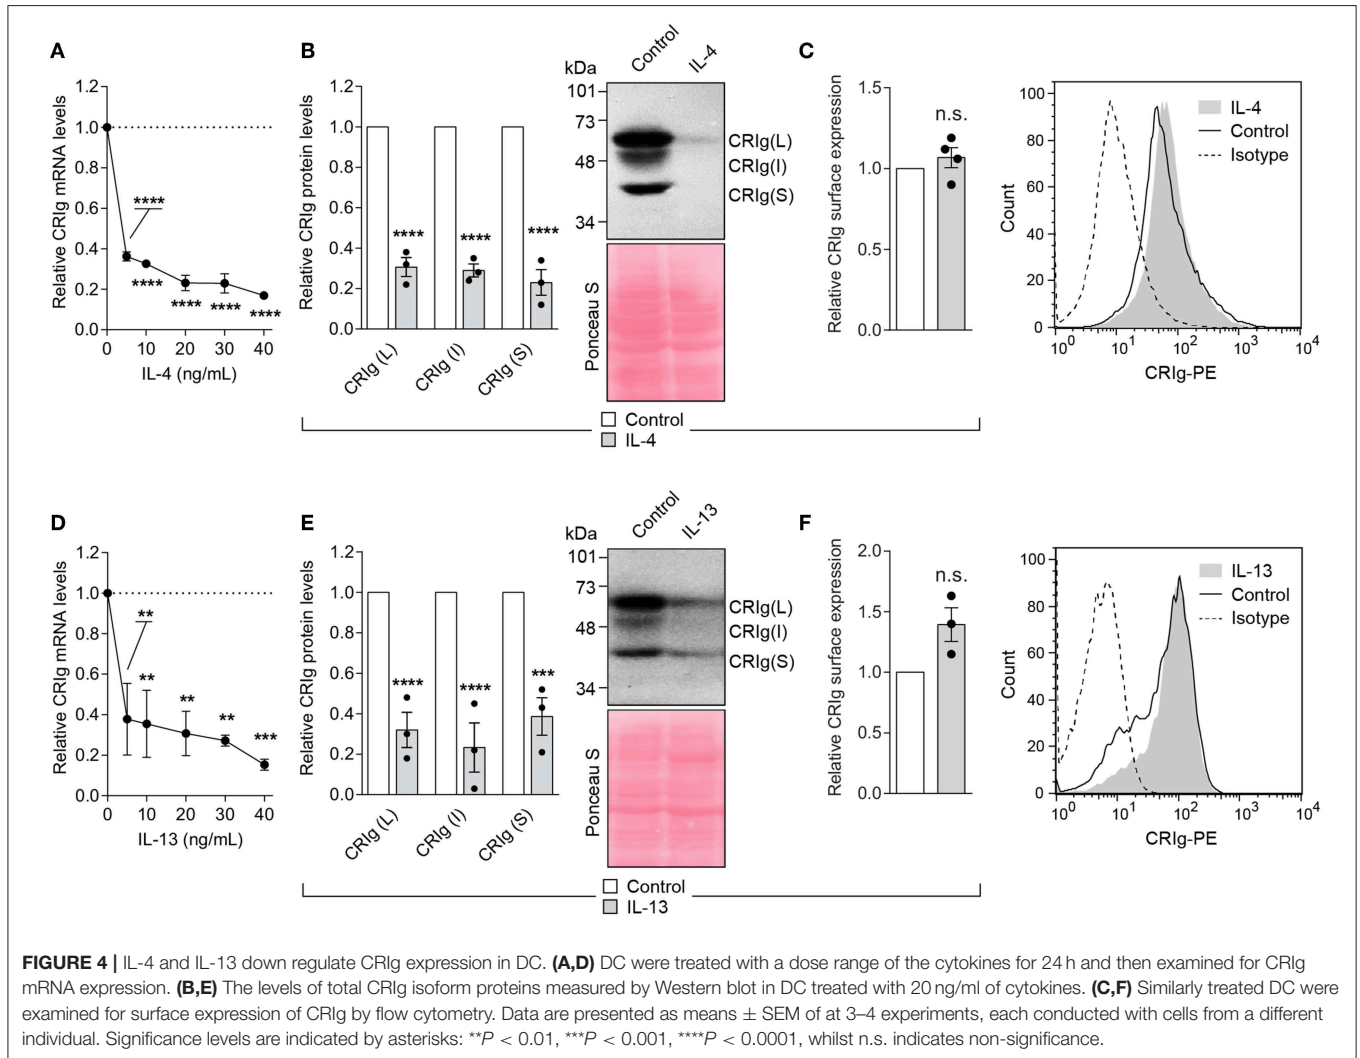 A
Relative CRIg mRNA levels
1.2
1.0
0.8
0.6
0.4
0.2
0.0
****
****
****
****
****
0 10 20 30 40
IL-4 (ng/mL)
B
Relative CRIg protein levels
1.2
1.0
0.8
0.6
0.4
0.2
0.0
****
****
****
CRIg (L) CRIg (I) CRIg (S)
Control IL-4
kDa
101
73
48
34
CRIg(L)
CRIg(I)
CRIg(S)
Ponceau S
Control
IL-4
C
Relative CRIg surface expression
1.5
1.0
0.5
0.0
n.s.
Count
100
80
60
40
20
0
IL-4
Control
Isotype
10^0 10^1 10^2 10^3 10^4
CRIg-PE
D
Relative CRIg mRNA levels
1.2
1.0
0.8
0.6
0.4
0.2
0.0
**
**
**
**
***
0 10 20 30 40
IL-13 (ng/mL)
E
Relative CRIg protein levels
1.2
1.0
0.8
0.6
0.4
0.2
0.0
****
****
***
CRIg (L) CRIg (I) CRIg (S)
Control IL-13
kDa
101
73
48
34
CRIg(L)
CRIg(I)
CRIg(S)
Ponceau S
Control
IL-13
F
Relative CRIg surface expression
2.0
1.5
1.0
0.5
0.0
n.s.
Count
100
80
60
40
20
0
IL-13
Control
Isotype
10^0 10^1 10^2 10^3 10^4
CRIg-PE
FIGURE 4 | IL-4 and IL-13 down regulate CRIg expression in DC. (A,D) DC were treated with a dose range of the cytokines for 24 h and then examined for CRIg
mRNA expression. (B,E) The levels of total CRIg isoform proteins measured by Western blot in DC treated with 20 ng/ml of cytokines. (C,F) Similarly treated DC were
examined for surface expression of CRIg by flow cytometry. Data are presented as means ± SEM of at 3–4 experiments, each conducted with cells from a different
individual. Significance levels are indicated by asterisks: **P < 0.01, ***P < 0.001, ****P < 0.0001, whilst n.s. indicates non-significance.